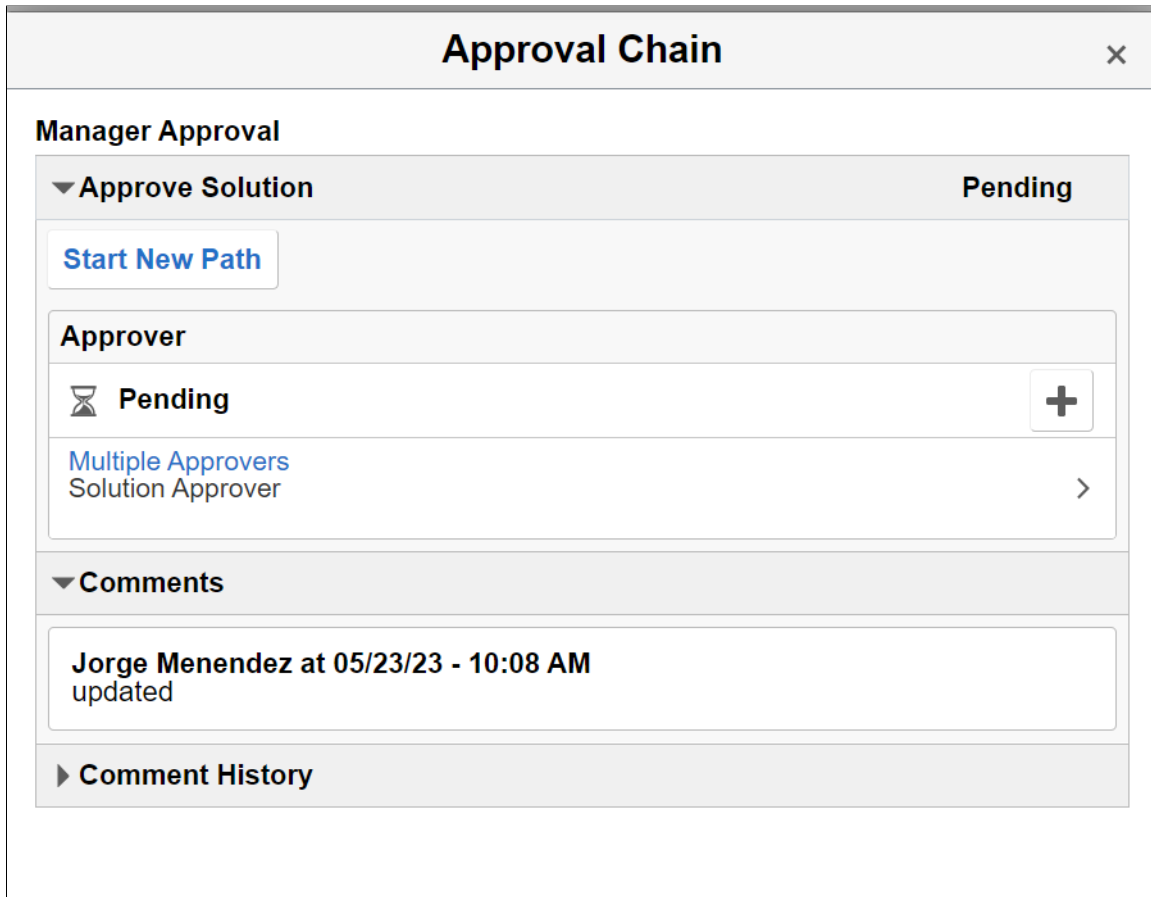 Approval Chain
Manager Approval
Approve Solution Pending
Start New Path
Approver
Pending
Multiple Approvers
Solution Approver
Comments
Jorge Menendez at 05/23/23 - 10:08 AM
updated
Comment History